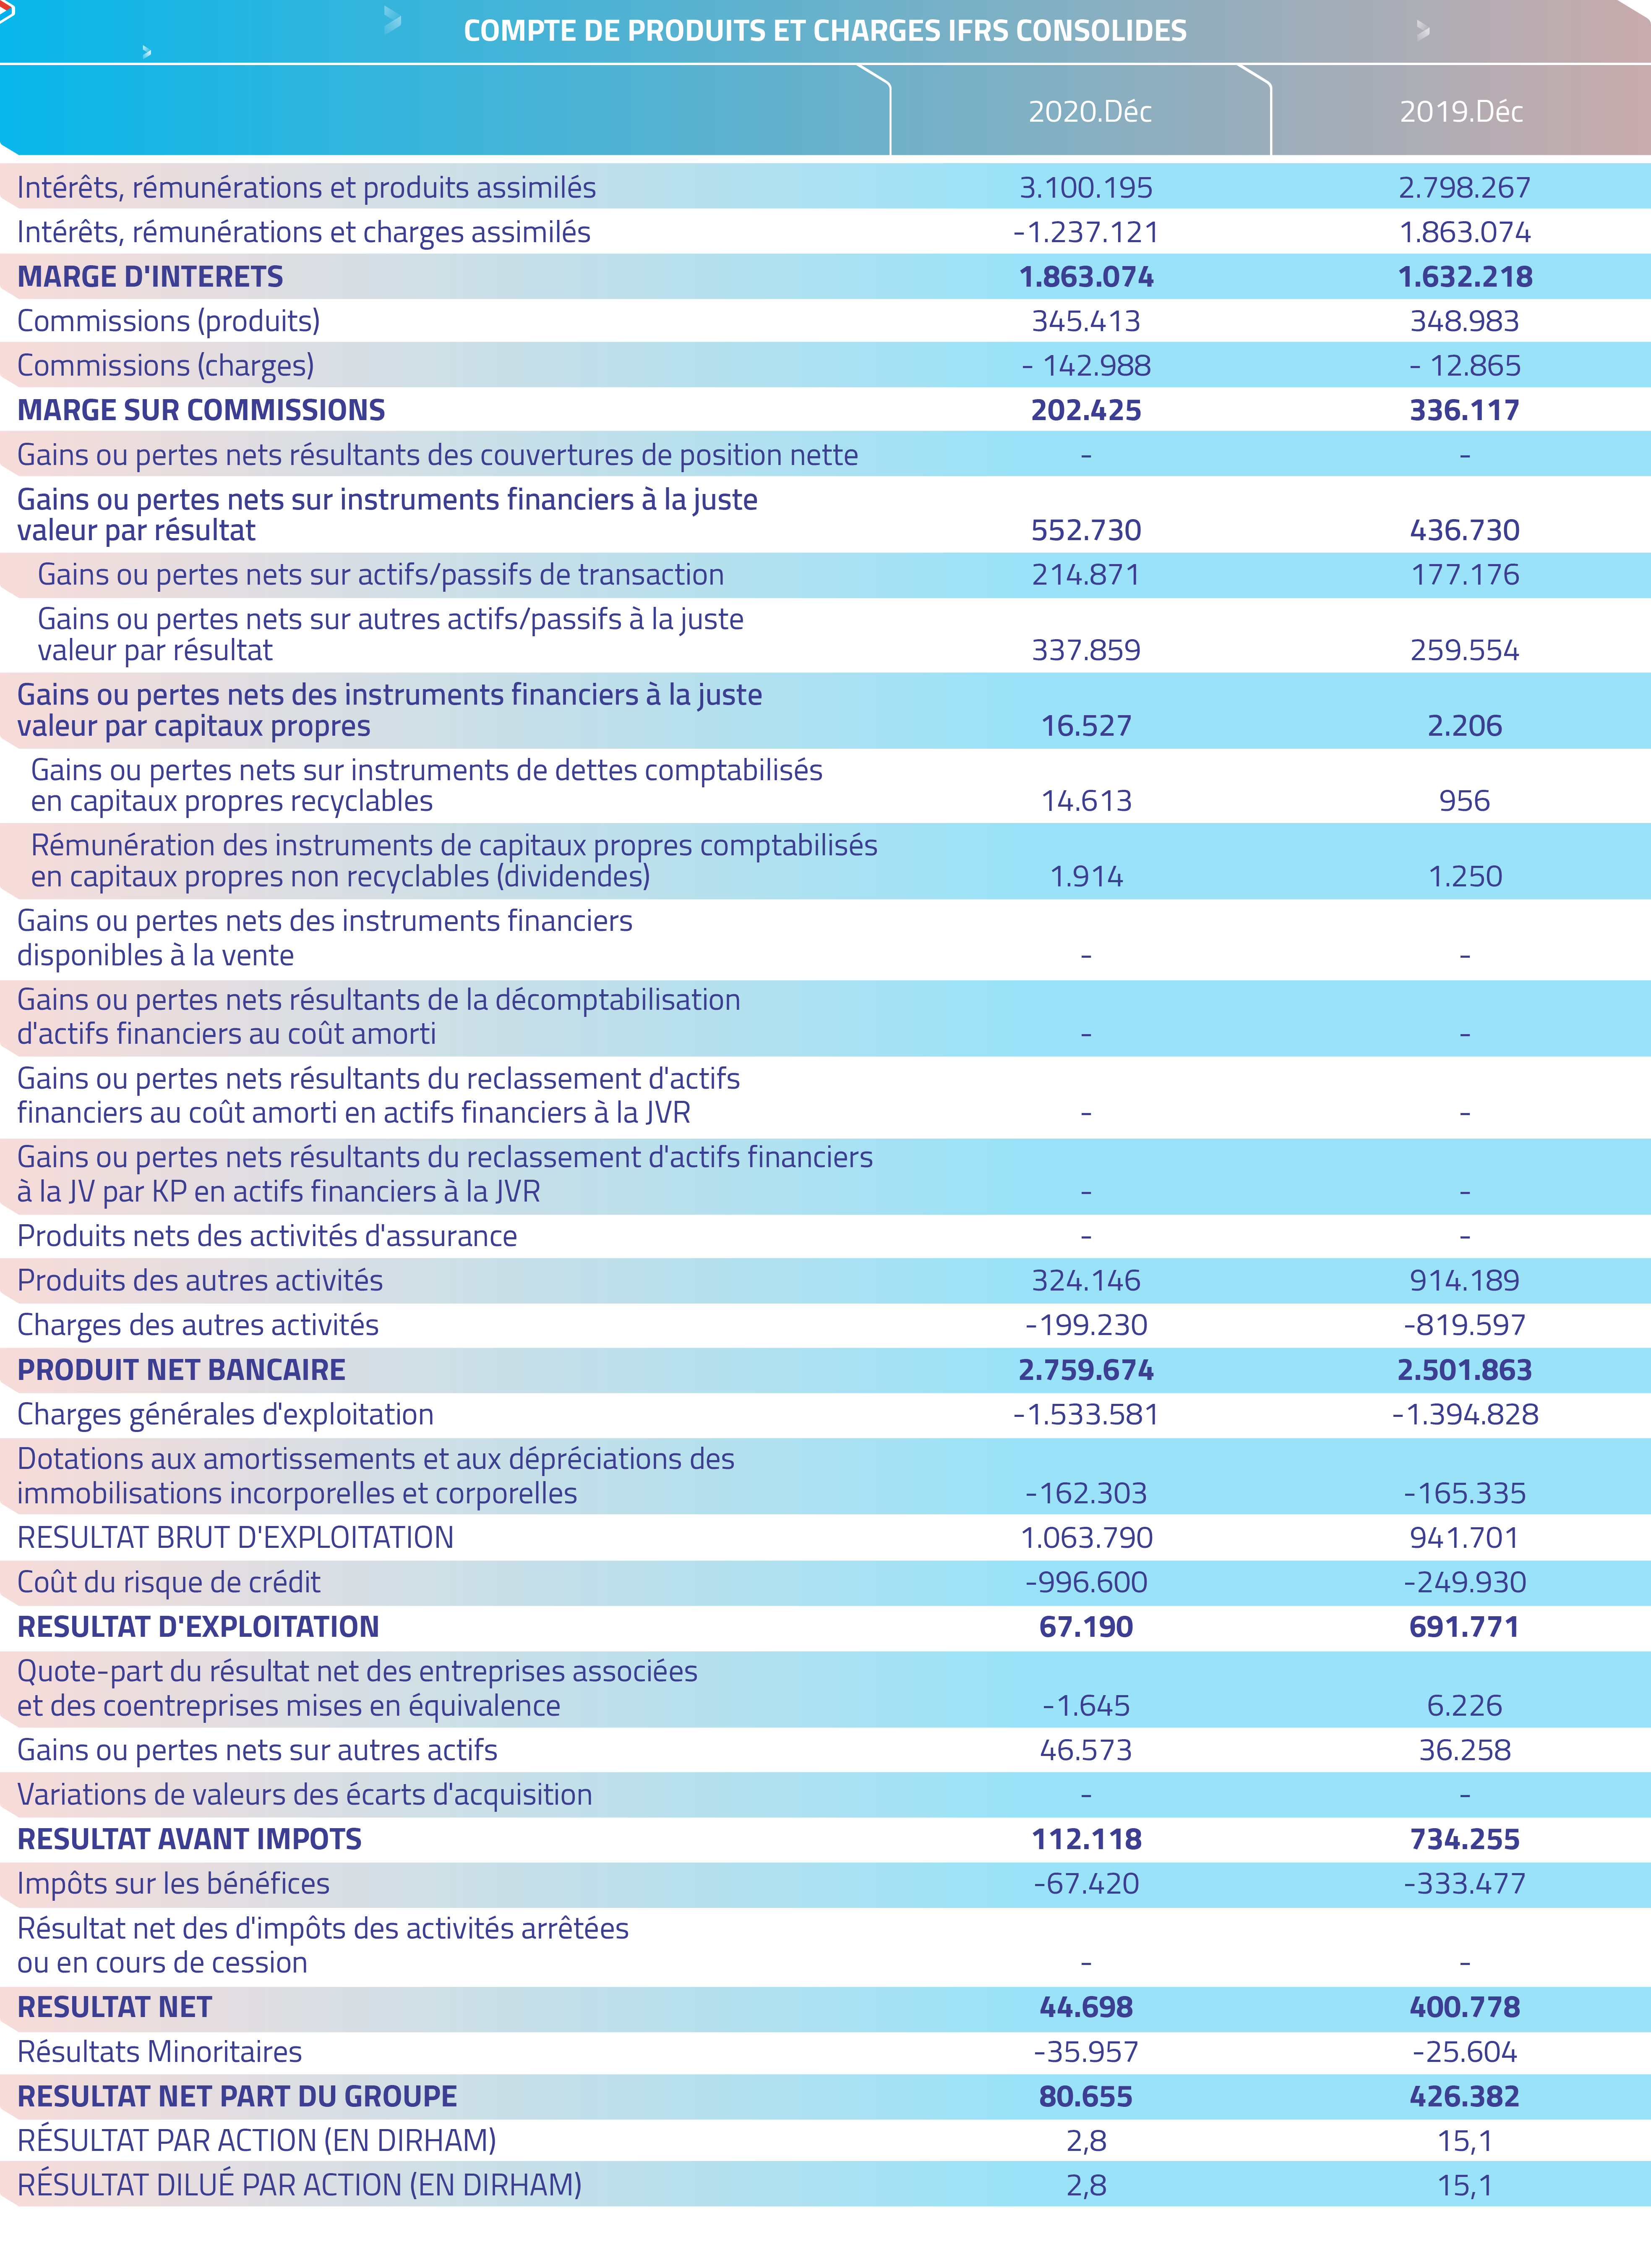 COMPTE DE PRODUITS ET CHARGES IFRS CONSOLIDES
2020.Déc 2019.Déc
Intérêts, rémunérations et produits assimilés 3.100.195 2.798.267
Intérêts, rémunérations et charges assimilés -1.237.121 1.863.074
MARGE D'INTERETS 1.863.074 1.632.218
Commissions (produits) 345.413 348.983
Commissions (charges) - 142.988 - 12.865
MARGE SUR COMMISSIONS 202.425 336.117
Gains ou pertes nets résultants des couvertures de position nette - -
Gains ou pertes nets sur instruments financiers à la juste
valeur par résultat 552.730 436.730
Gains ou pertes nets sur actifs/passifs de transaction 214.871 177.176
Gains ou pertes nets sur autres actifs/passifs à la juste
valeur par résultat 337.859 259.554
Gains ou pertes nets des instruments financiers à la juste
valeur par capitaux propres 16.527 2.206
Gains ou pertes nets sur instruments de dettes comptabilisés
en capitaux propres recyclables 14.613 956
Rémunération des instruments de capitaux propres comptabilisés
en capitaux propres non recyclables (dividendes) 1.914 1.250
Gains ou pertes nets des instruments financiers
disponibles à la vente - -
Gains ou pertes nets résultants de la décomptabilisation
d'actifs financiers au coût amorti - -
Gains ou pertes nets résultants du reclassement d'actifs
financiers au coût amorti en actifs financiers à la JVR - -
Gains ou pertes nets résultants du reclassement d'actifs financiers
à la JV par KP en actifs financiers à la JVR - -
Produits nets des activités d'assurance - -
Produits des autres activités 324.146 914.189
Charges des autres activités -199.230 -819.597
PRODUIT NET BANCAIRE 2.759.674 2.501.863
Charges générales d'exploitation -1.533.581 -1.394.828
Dotations aux amortissements et aux dépréciations des
immobilisations incorporelles et corporelles -162.303 -165.335
RESULTAT BRUT D'EXPLOITATION 1.063.790 941.701
Coût du risque de crédit -996.600 -249.930
RESULTAT D'EXPLOITATION 67.190 691.771
Quote-part du résultat net des entreprises associées
et des coentreprises mises en équivalence -1.645 6.226
Gains ou pertes nets sur autres actifs 46.573 36.258
Variations de valeurs des écarts d'acquisition - -
RESULTAT AVANT IMPOTS 112.118 734.255
Impôts sur les bénéfices -67.420 -333.477
Résultat net des d'impôts des activités arrêtées
ou en cours de cession - -
RESULTAT NET 44.698 400.778
Résultats Minoritaires -35.957 -25.604
RESULTAT NET PART DU GROUPE 80.655 426.382
RÉSULTAT PAR ACTION (EN DIRHAM) 2,8 15,1
RÉSULTAT DILUÉ PAR ACTION (EN DIRHAM) 2,8 15,1